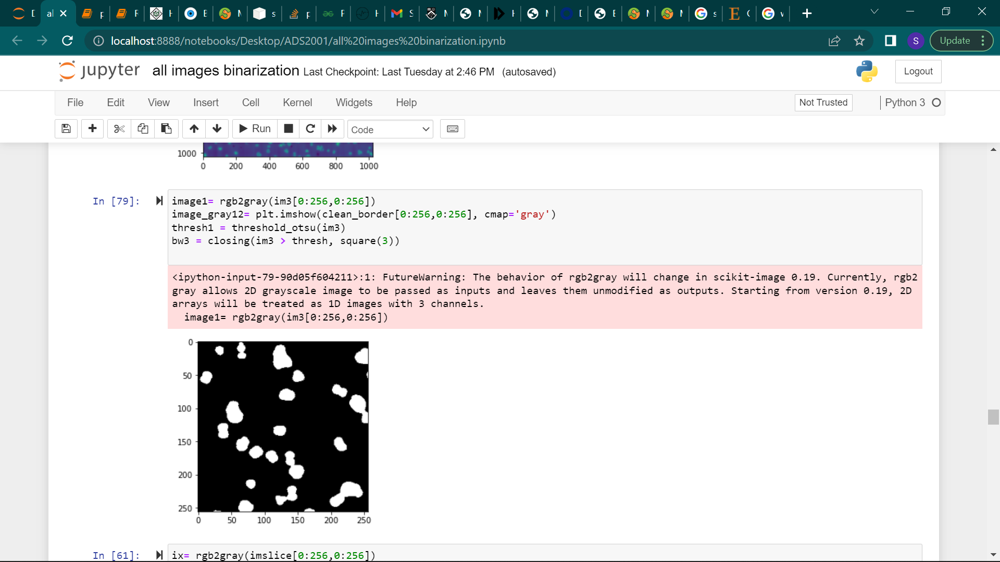 localhost:8888/notebooks/Desktop/ADS2001/all%20images%20binarization.ipynb
Update
S
jupyter all images binarization Last Checkpoint: Last Tuesday at 2:46 PM (autosaved)
Logout
File Edit View Insert Cell Kernel Widgets Help
Not Trusted
Python 3
Run
Code
1000
0 200 400 600 800 1000
In [79]:
image1= rgb2gray(im3[0:256,0:256])
image_gray12= plt.imshow(clean_border[0:256,0:256], cmap='gray')
thresh1 = threshold_otsu(im3)
bw3 = closing(im3 > thresh, square(3))
<ipython-input-79-90d05f604211>:1: FutureWarning: The behavior of rgb2gray will change in scikit-image 0.19. Currently, rgb2
gray allows 2D grayscale image to be passed as inputs and leaves them unmodified as outputs. Starting from version 0.19, 2D
arrays will be treated as 1D images with 3 channels.
image1= rgb2gray(im3[0:256,0:256])
0
50
100
150
200
250
0 50 100 150 200 250
In [61]:
ix= rgb2gray(imslice[0:256,0:256])